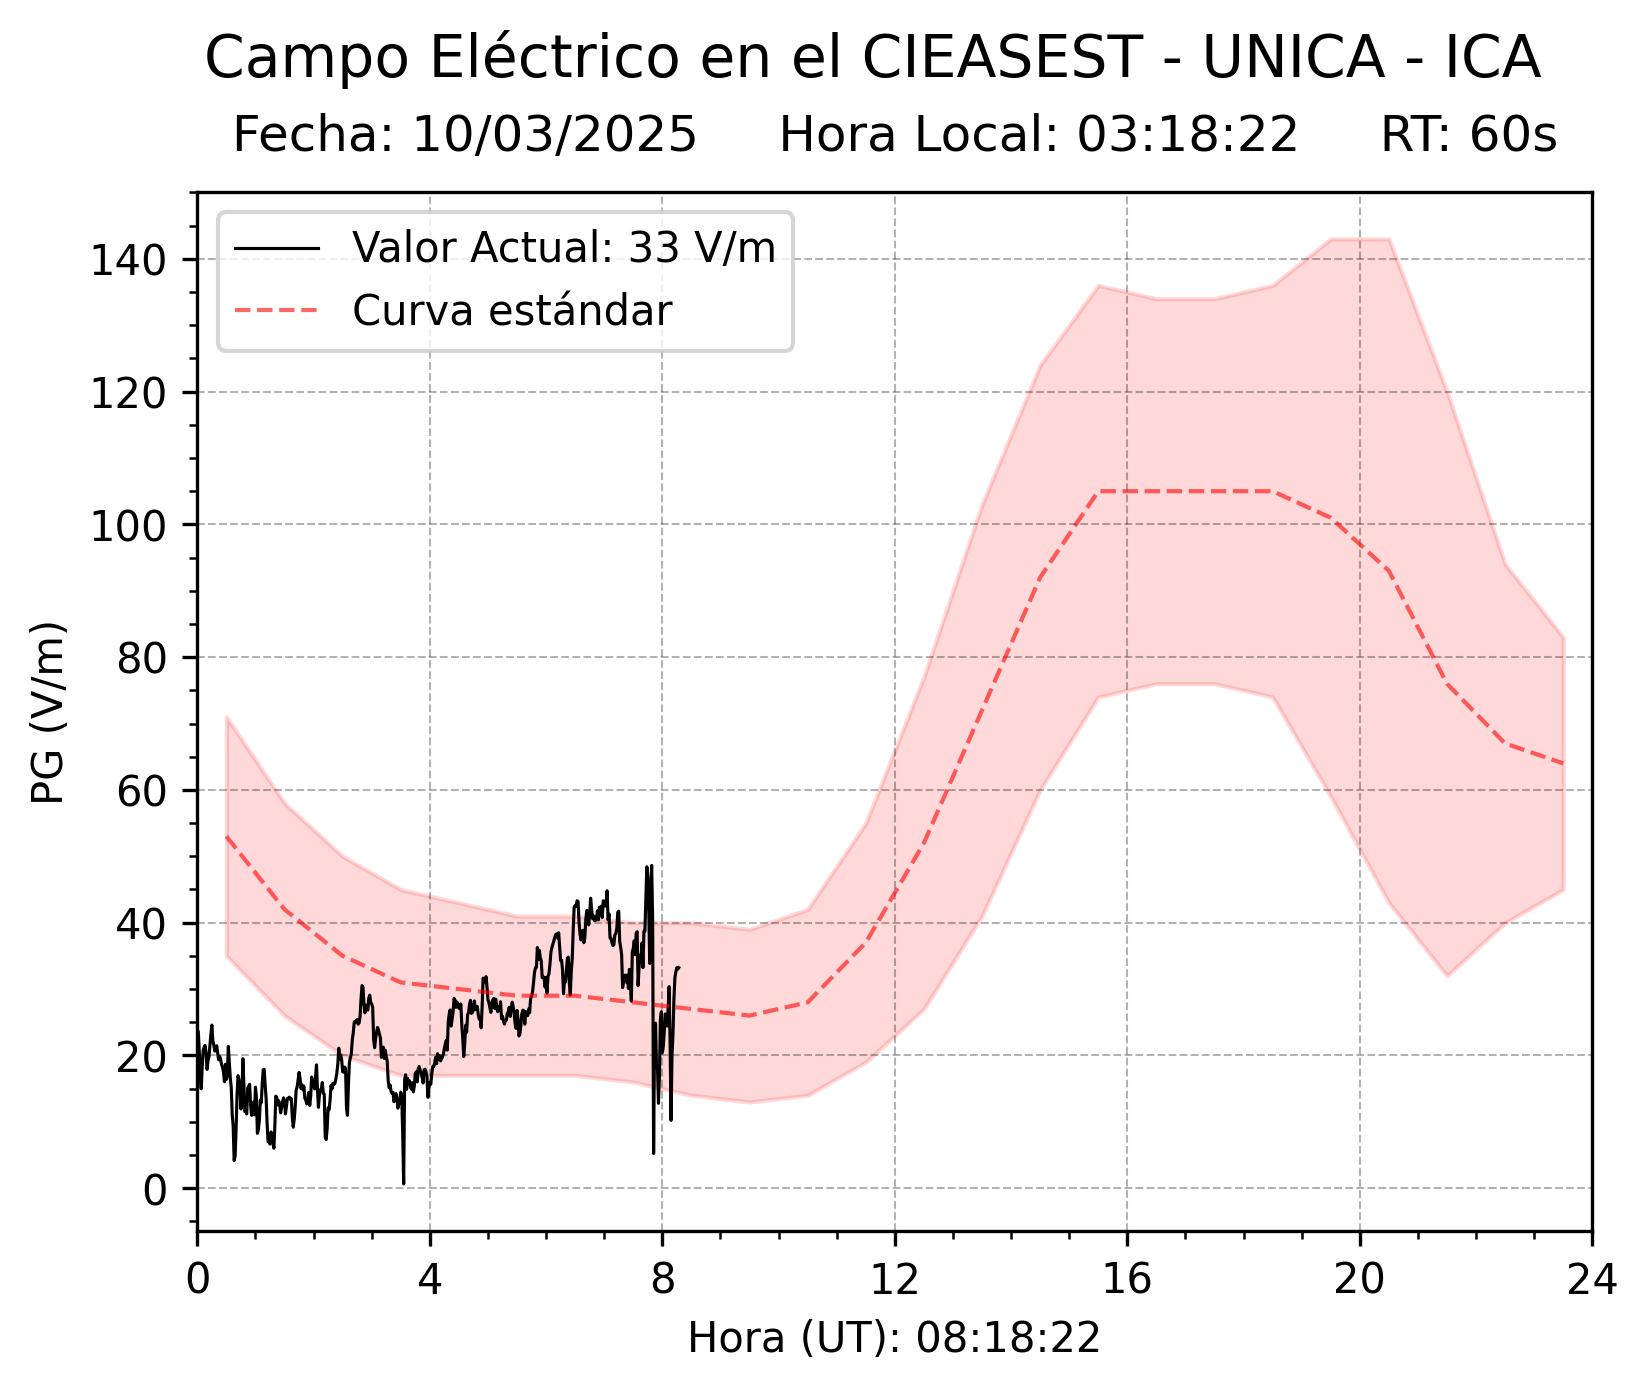 Campo Eléctrico en el CIEASEST - UNICA - ICA
Fecha: 10/03/2025 Hora Local: 03:18:22 RT: 60s
Valor Actual: 33 V/m
Curva estándar
140
120
100
80
60
40
20
0
PG (V/m)
0 4 8 12 16 20 24
Hora (UT): 08:18:22